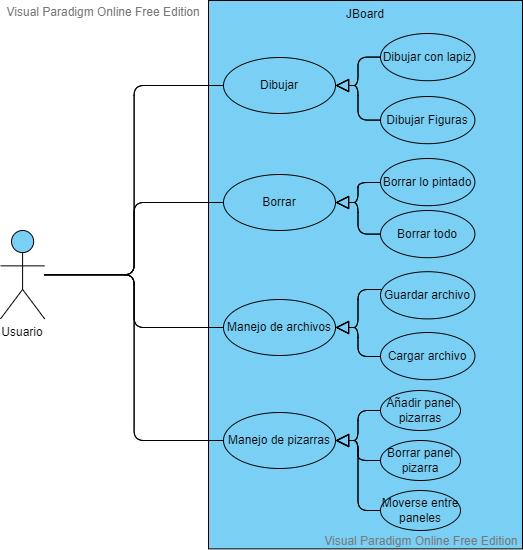 Visual Paradigm Online Free Edition
JBoard
Dibujar con lapiz
Dibujar
Dibujar Figuras
Borrar lo pintado
Borrar
Borrar todo
Usuario
Guardar archivo
Manejo de archivos
Cargar archivo
Añadir panel
pizarras
Manejo de pizarras
Borrar panel
pizarra
Moverse entre
paneles
Visual Paradigm Online Free Edition